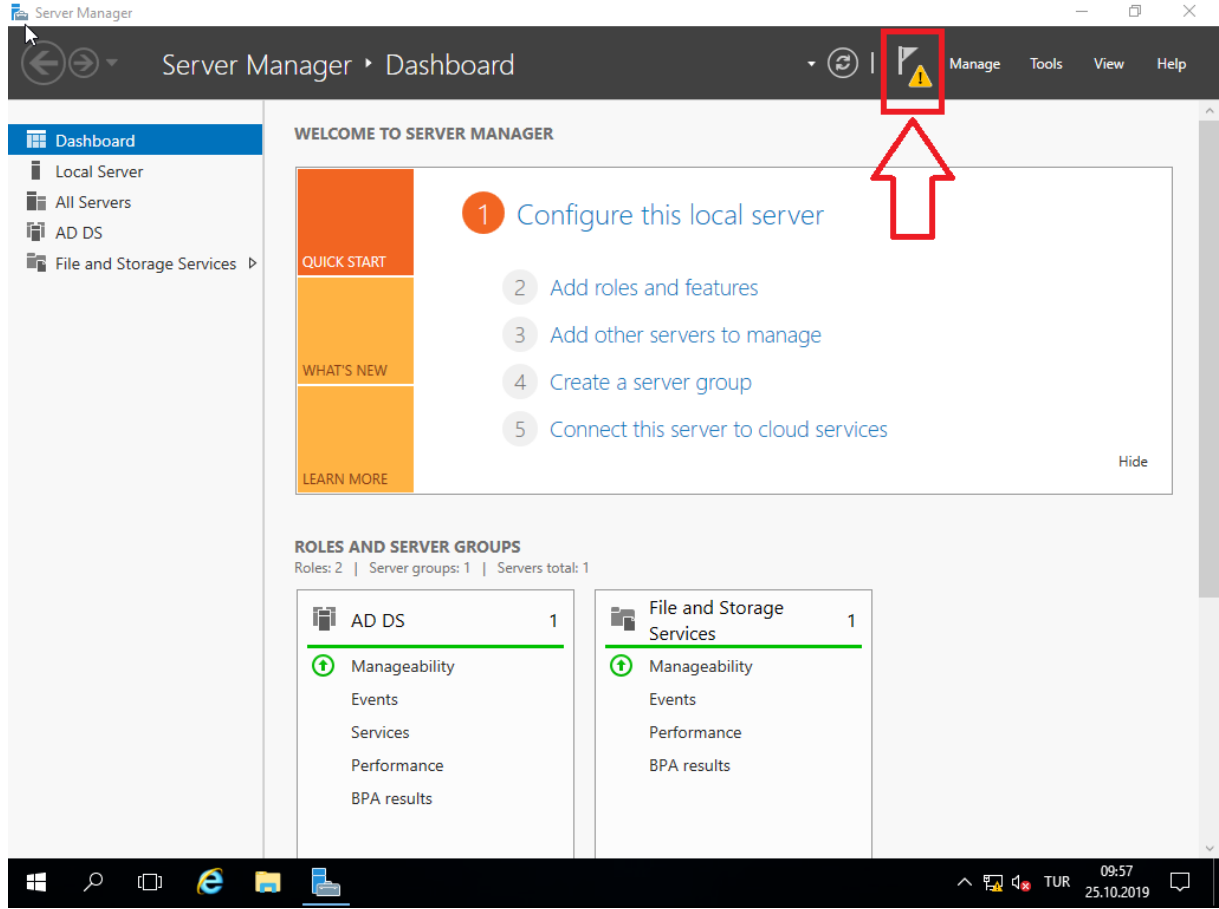 Server Manager
Server Manager ‣ Dashboard
Manage Tools View Help
Dashboard
Local Server
All Servers
AD DS
File and Storage Services
WELCOME TO SERVER MANAGER
QUICK START
WHAT'S NEW
LEARN MORE
1 Configure this local server
2 Add roles and features
3 Add other servers to manage
4 Create a server group
5 Connect this server to cloud services
Hide
ROLES AND SERVER GROUPS
Roles: 2 | Server groups: 1 | Servers total: 1
AD DS 1
Manageability
Events
Services
Performance
BPA results
File and Storage
Services 1
Manageability
Events
Performance
BPA results
TUR
09:57
25.10.2019